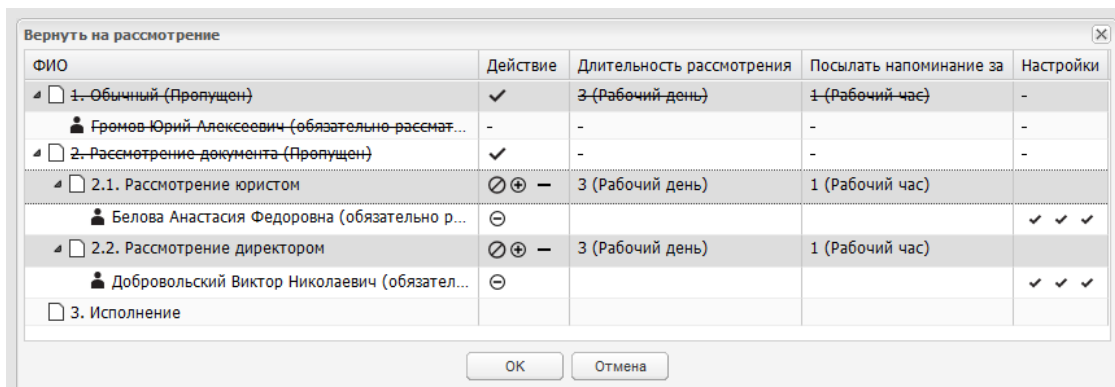 Вернуть на рассмотрение
ФИО Действие Длительность рассмотрения Посылать напоминание за Настройки
1. Обычный (Пропущен) 3 (Рабочий день) 1 (Рабочий час) -
Громов Юрий Алексеевич (обязательно рассмат... - - - -
2. Рассмотрение документа (Пропущен) - - -
2.1. Рассмотрение юристом 3 (Рабочий день) 1 (Рабочий час)
Белова Анастасия Федоровна (обязательно р...
2.2. Рассмотрение директором 3 (Рабочий день) 1 (Рабочий час)
Добровольский Виктор Николаевич (обязател...
3. Исполнение
ОК Отмена